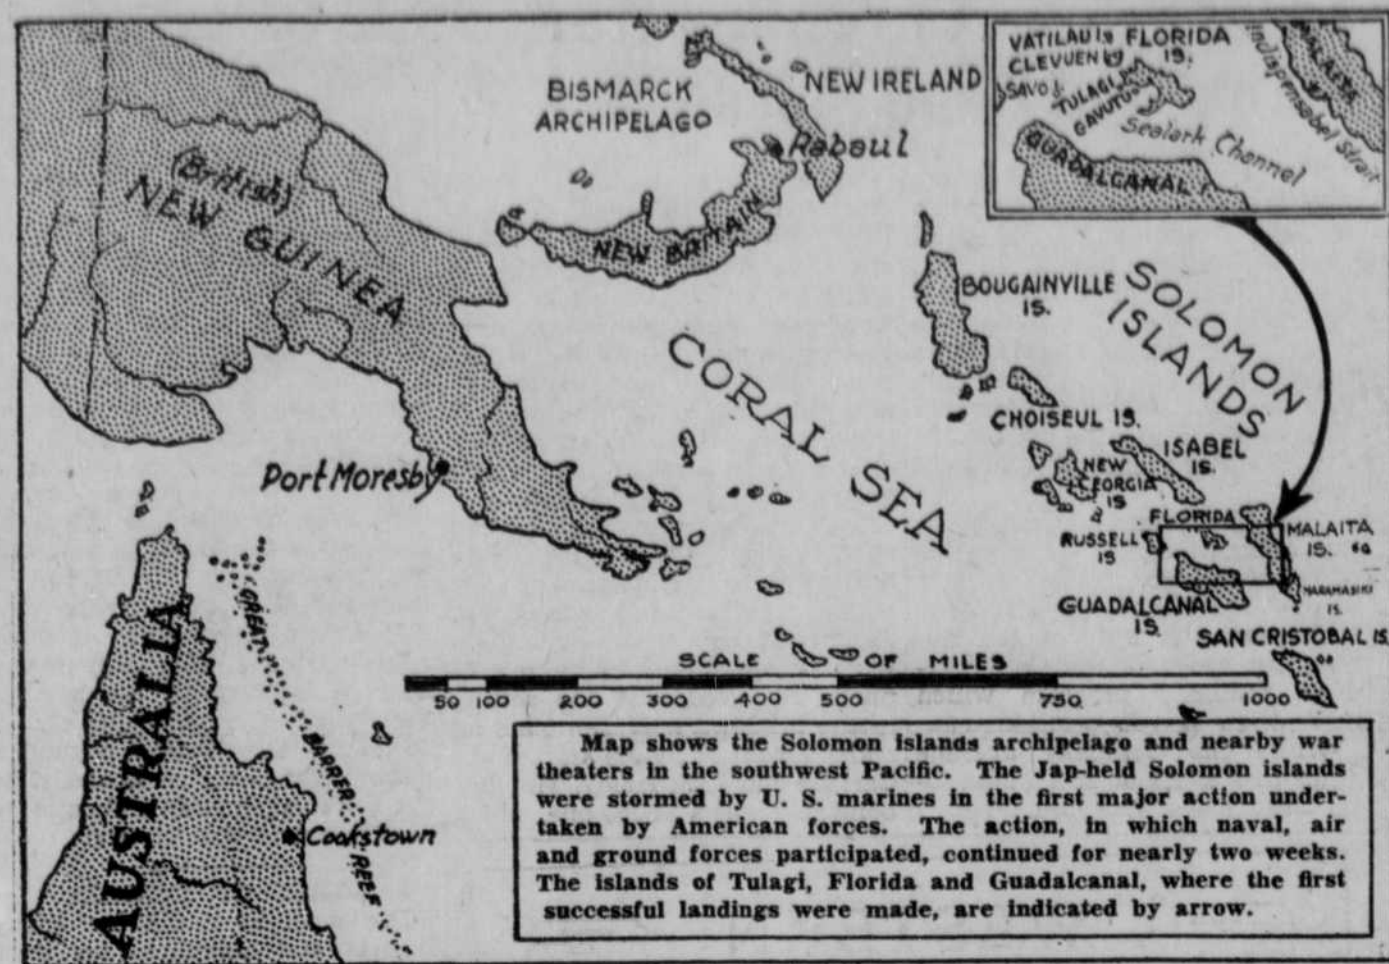 VATILAU IS FLORIDA
CLEVUEN IS IS.
SAVO I.
TULAGI
GAVUTU
Sealark Channel
Indispensabel Strait
MALAITA
GUADALCANAL I.
BISMARCK
ARCHIPELAGO
NEW IRELAND
Rabaul
(British)
NEW GUINEA
NEW BRITAIN
BOUGAINVILLE
IS.
SOLOMON
ISLANDS
CORAL SEA
CHOISEUL IS.
ISABEL
IS.
NEW
GEORGIA
IS
Port Moresby
FLORIDA
RUSSELL
IS
MALAITA
IS.
MARAMASIKI
IS.
GUADALCANAL
IS.
SAN CRISTOBAL IS.
GREAT
BARRER
REEF
AUSTRALIA
Cookstown
SCALE OF MILES
50 100 200 300 400 500 750 1000
Map shows the Solomon islands archipelago and nearby war
theaters in the southwest Pacific. The Jap-held Solomon islands
were stormed by U. S. marines in the first major action under-
taken by American forces. The action, in which naval, air
and ground forces participated, continued for nearly two weeks.
The islands of Tulagi, Florida and Guadalcanal, where the first
successful landings were made, are indicated by arrow.